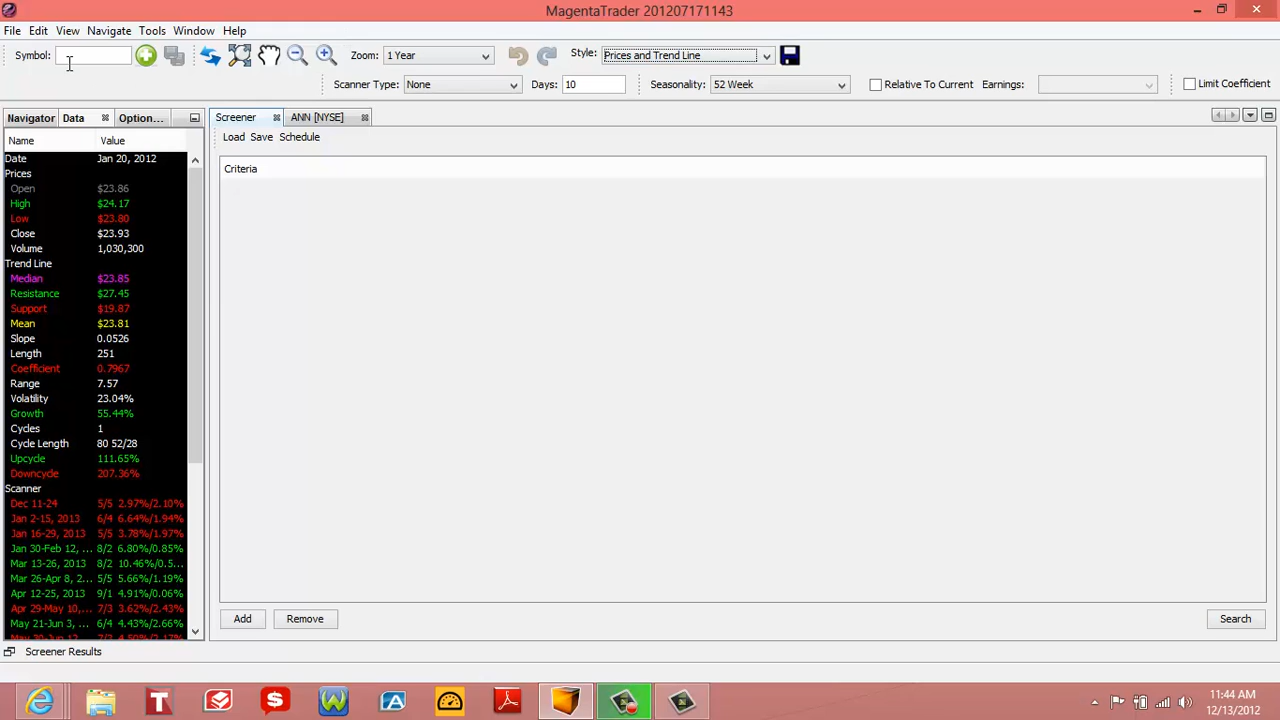 MagentaTrader 201207171143
File Edit View Navigate Tools Window Help
Symbol: Zoom: 1 Year Style: Prices and Trend Line
Scanner Type: None Days: 10 Seasonality: 52 Week Relative To Current Earnings: Limit Coefficient
Navigator Data Option... Screener ANN [NYSE]
Load Save Schedule
Name Value
Criteria
Date Jan 20, 2012
Prices
Open $23.86
High $24.17
Low $23.80
Close $23.93
Volume 1,030,300
Trend Line
Median $23.85
Resistance $27.45
Support $19.87
Mean $23.81
Slope 0.0526
Length 251
Coefficient 0.7967
Range 7.57
Volatility 23.04%
Growth 55.44%
Cycles 1
Cycle Length 80 52/28
Upcycle 111.65%
Downcycle 207.36%
Scanner
Dec 11-24 5/5 2.97%/2.10%
Jan 2-15, 2013 6/4 6.64%/1.94%
Jan 16-29, 2013 5/5 3.78%/1.97%
Jan 30-Feb 12, ... 8/2 6.80%/0.85%
Mar 13-26, 2013 8/2 10.46%/0.5...
Mar 26-Apr 8, 2... 5/5 5.66%/1.19%
Apr 12-25, 2013 9/1 4.91%/0.06%
Apr 29-May 10,... 7/3 3.62%/2.43%
May 21-Jun 3, ... 6/4 4.43%/2.66%
Add Remove Search
Screener Results
11:44 AM
12/13/2012